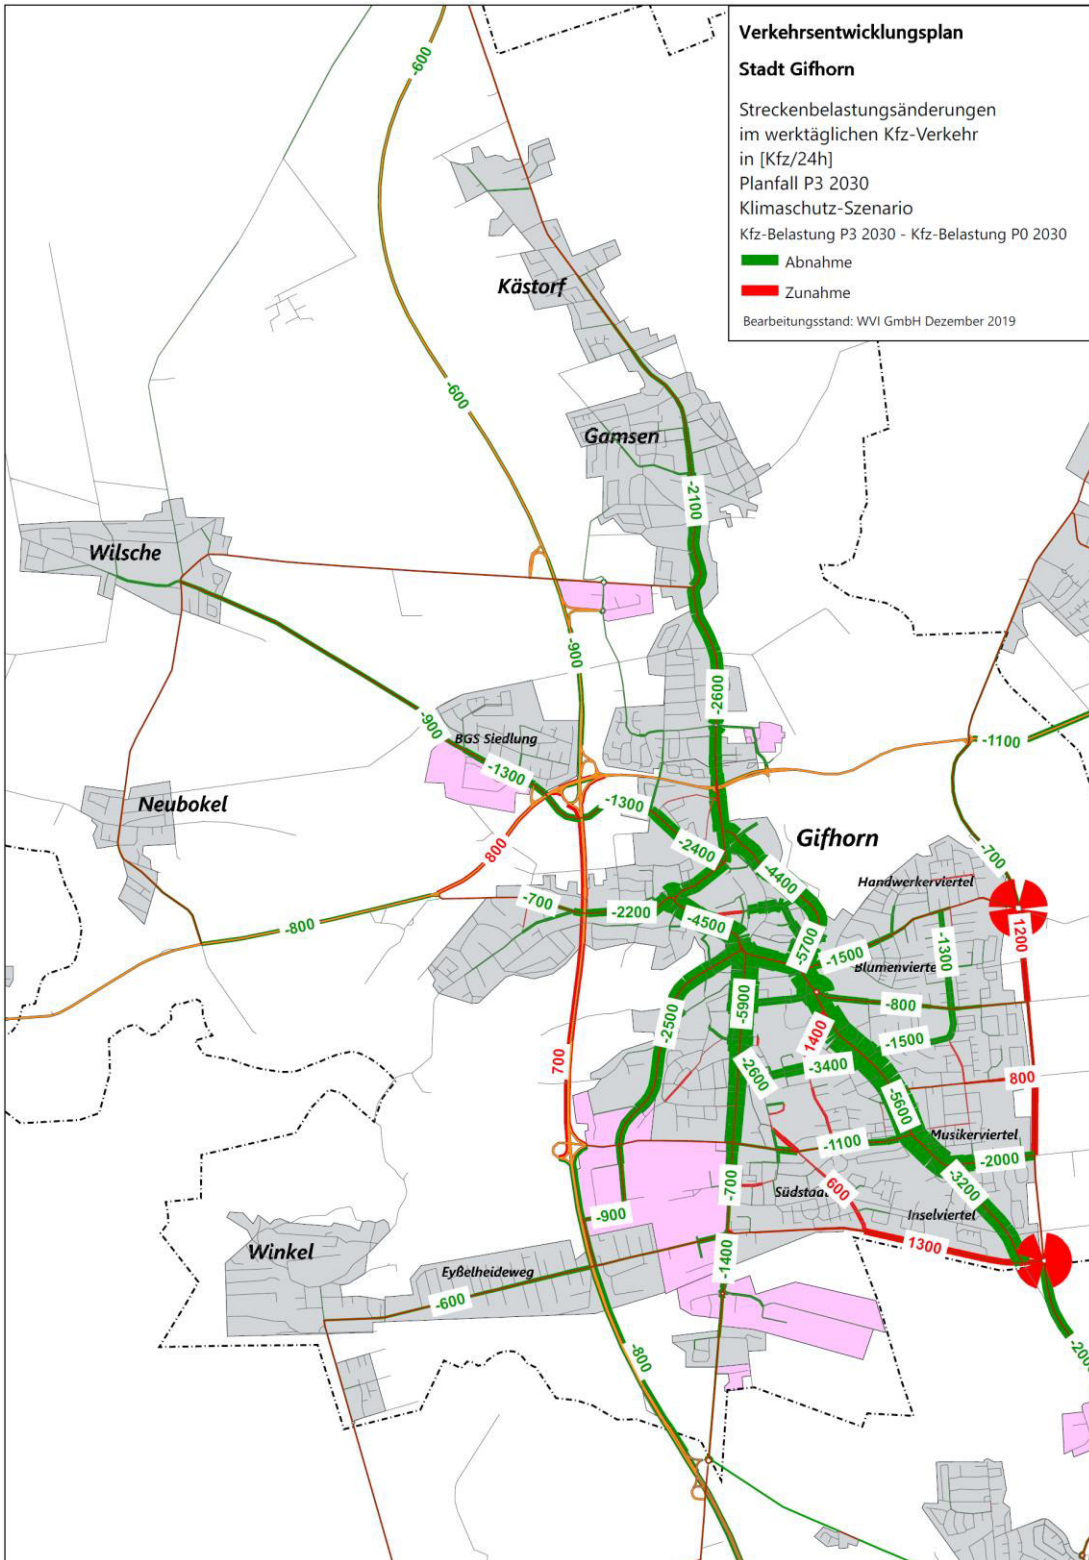 Verkehrsentwicklungsplan
Stadt Gifhorn
Streckenbelastungsänderungen
im werktäglichen Kfz-Verkehr
in [Kfz/24h]
Planfall P3 2030
Klimaschutz-Szenario
Kfz-Belastung P3 2030 - Kfz-Belastung P0 2030
Abnahme
Zunahme
Bearbeitungsstand: WVI GmbH Dezember 2019
-600
Kästorf
-600
Gamsen
-2100
Wilsche
-900
-2600
-900
BGS Siedlung
-1100
-1300
Neubokel
-1300
800
Gifhorn
-2400
-700
-4400
Handwerkerviertel
-700
-2200
-4500
1200
-800
-5700
-1500
-1300
Blumenvierte
-5900
-800
-2500
1400
-1500
700
-2600
-3400
800
-5600
Musikerviertel
-1100
-2000
-700
600
-3200
Südstaa
Inselviertel
-900
1300
Winkel
-1400
Eyßelheideweg
-600
-800
-2000